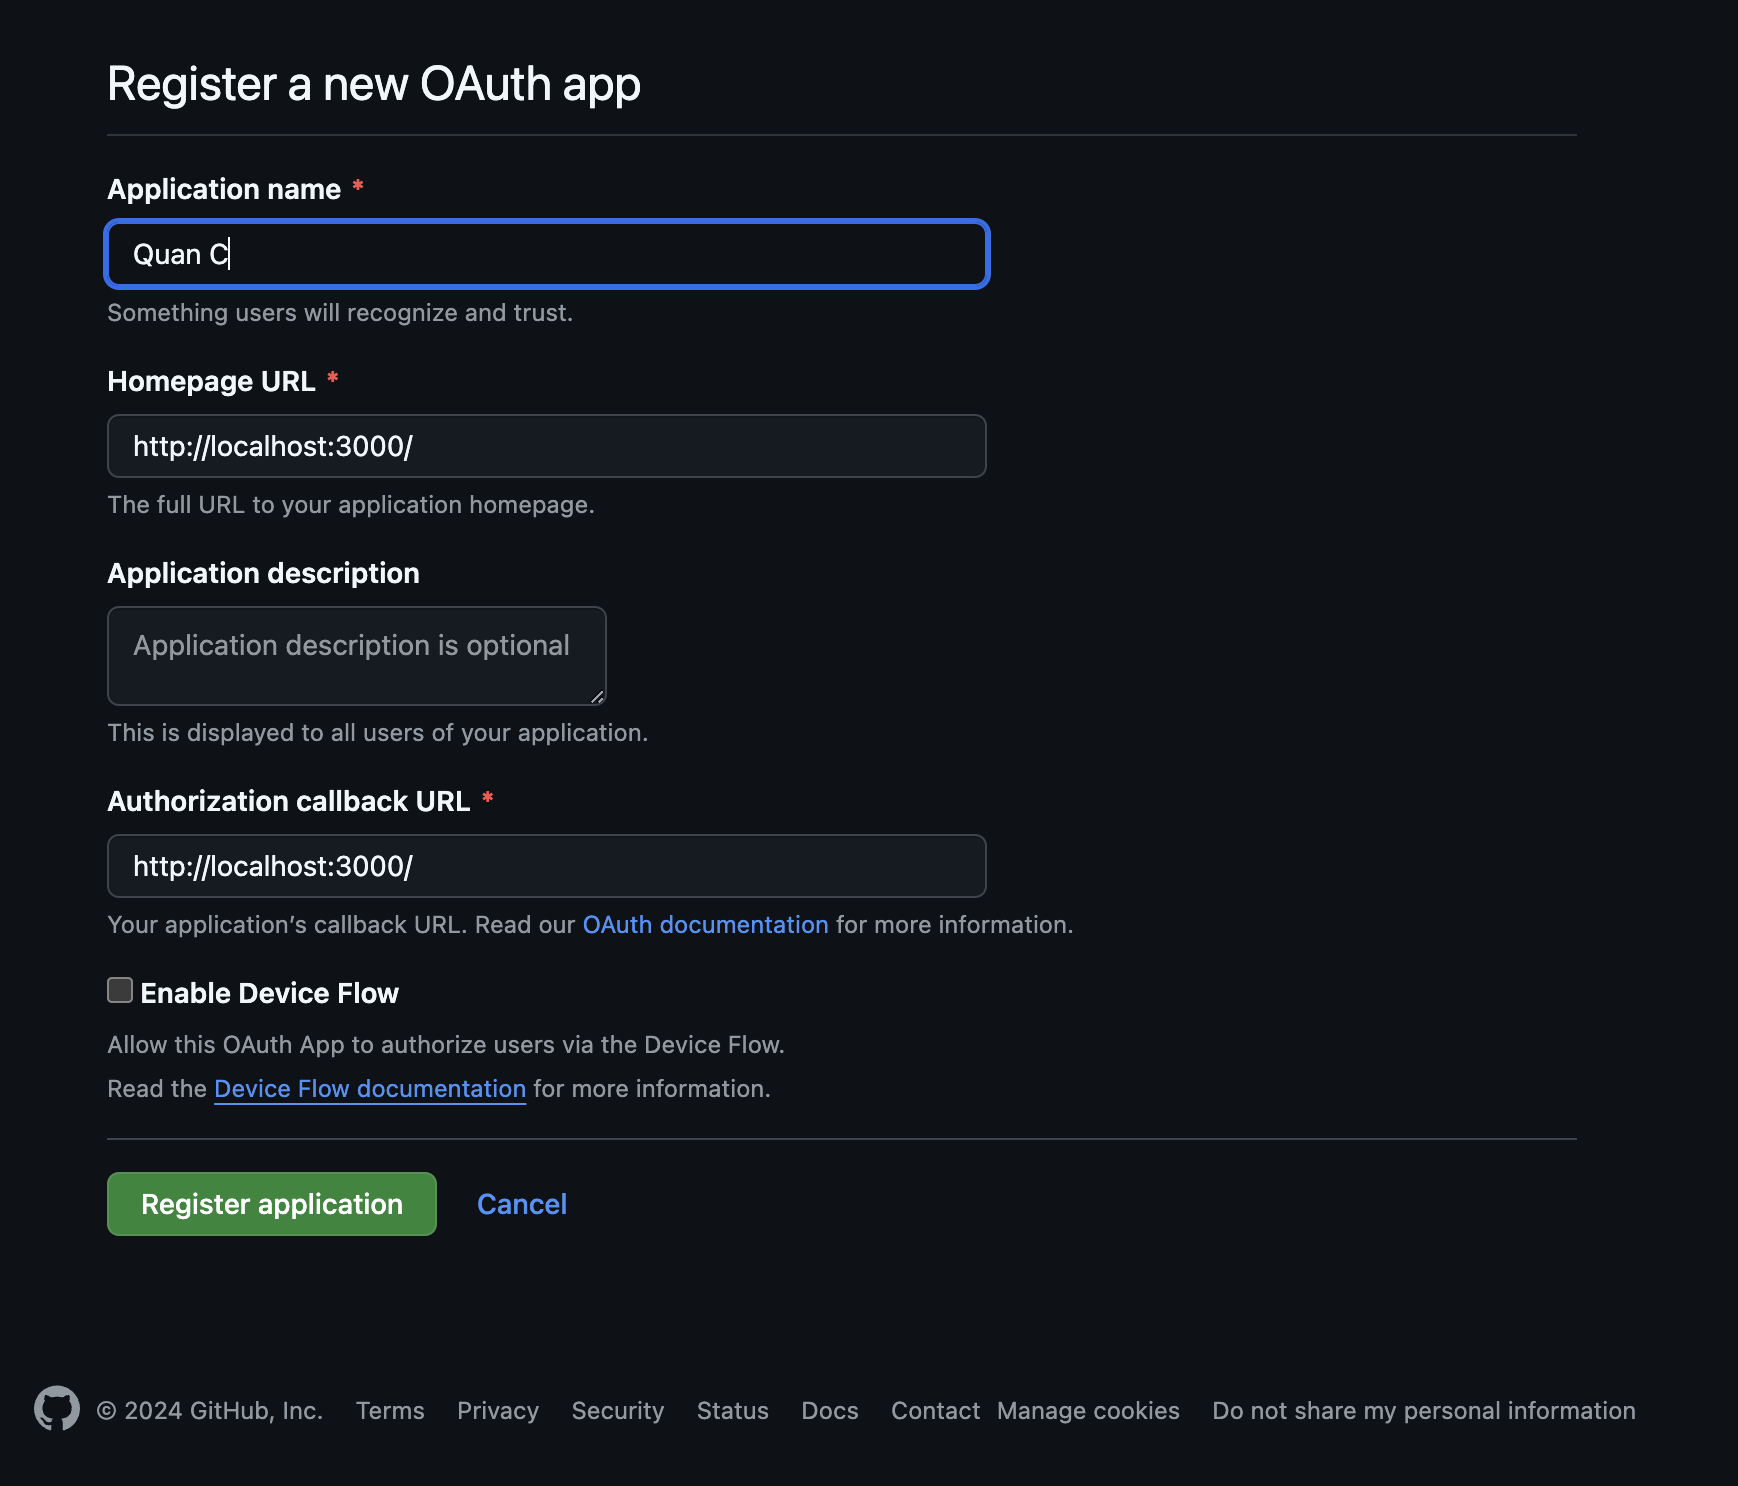 Register a new OAuth app
Application name *
Quan C
Something users will recognize and trust.
Homepage URL *
http://localhost:3000/
The full URL to your application homepage.
Application description
Application description is optional
This is displayed to all users of your application.
Authorization callback URL *
http://localhost:3000/
Your application’s callback URL. Read our OAuth documentation for more information.
Enable Device Flow
Allow this OAuth App to authorize users via the Device Flow.
Read the Device Flow documentation for more information.
Register application Cancel
© 2024 GitHub, Inc. Terms Privacy Security Status Docs Contact Manage cookies Do not share my personal information